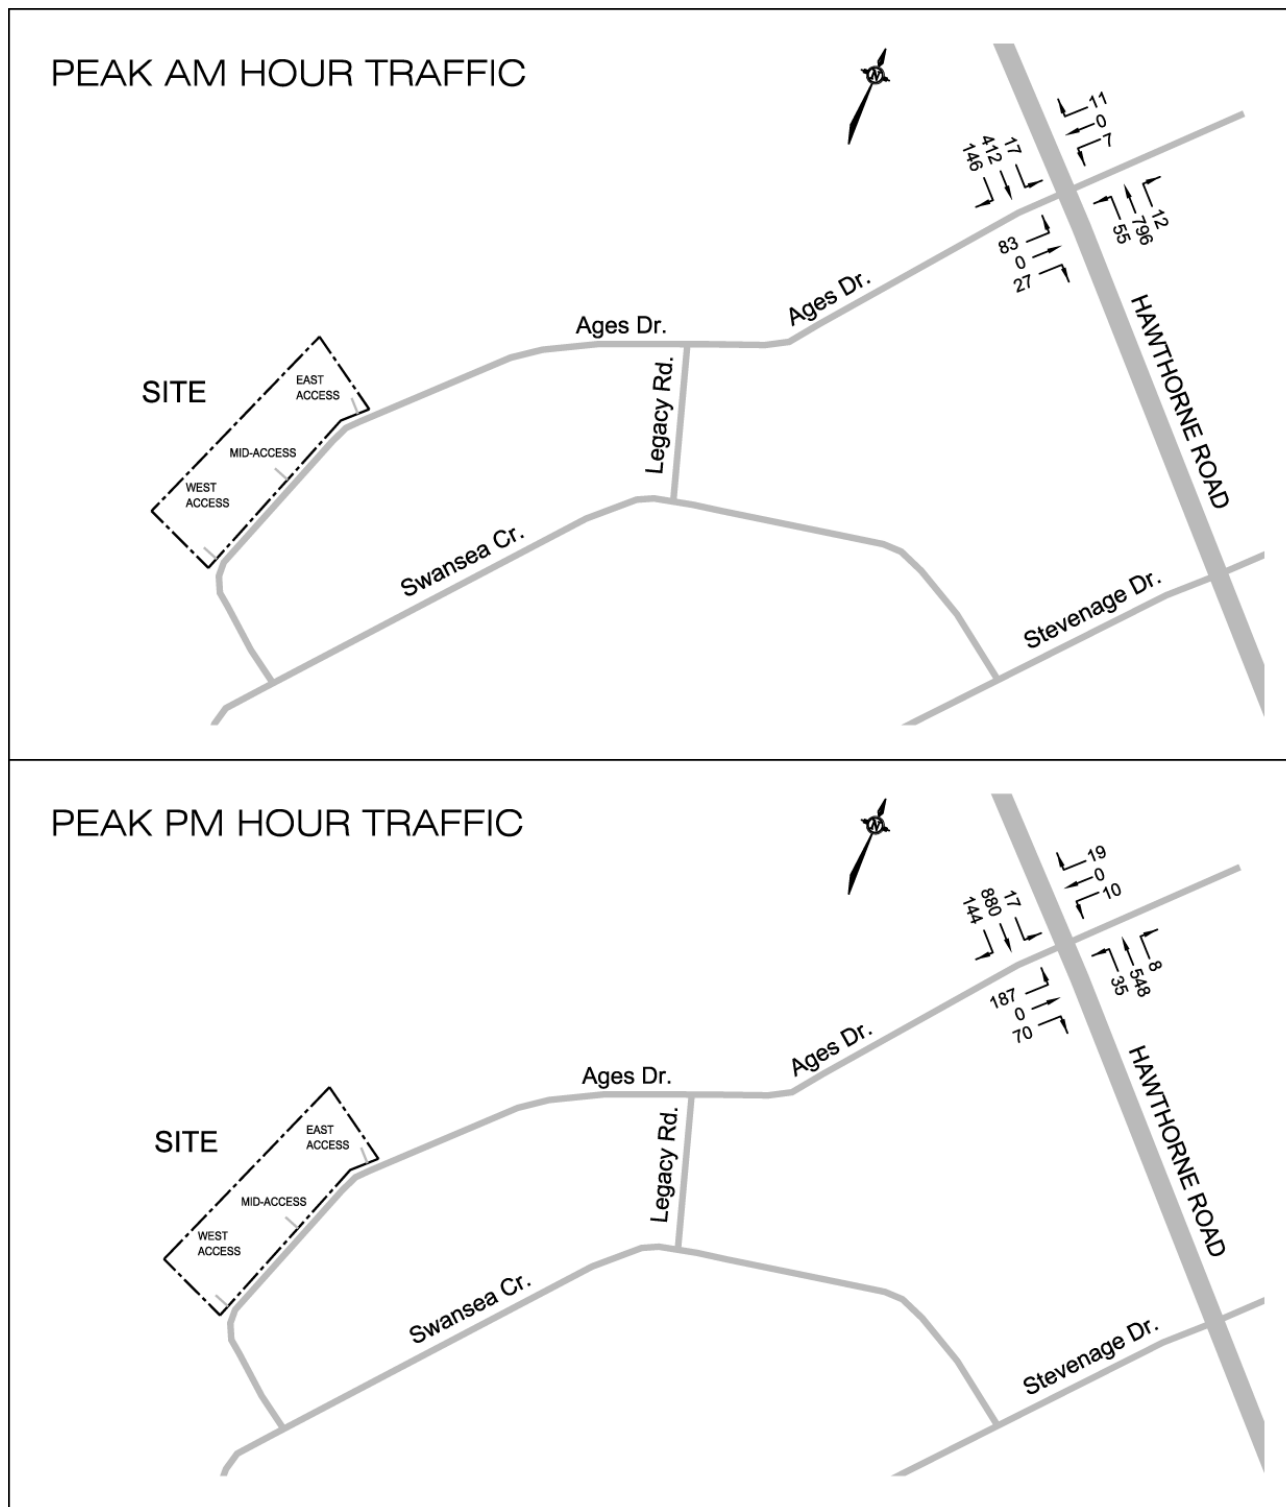 PEAK AM HOUR TRAFFIC
N
11
0
7
17
412
146
12
796
55
83
0
27
Ages Dr.
Ages Dr.
HAWTHORNE ROAD
Legacy Rd.
SITE
EAST
ACCESS
MID-ACCESS
WEST
ACCESS
Swansea Cr.
Stevenage Dr.
PEAK PM HOUR TRAFFIC
N
19
0
10
17
880
144
8
548
35
187
0
70
Ages Dr.
Ages Dr.
HAWTHORNE ROAD
Legacy Rd.
SITE
EAST
ACCESS
MID-ACCESS
WEST
ACCESS
Swansea Cr.
Stevenage Dr.